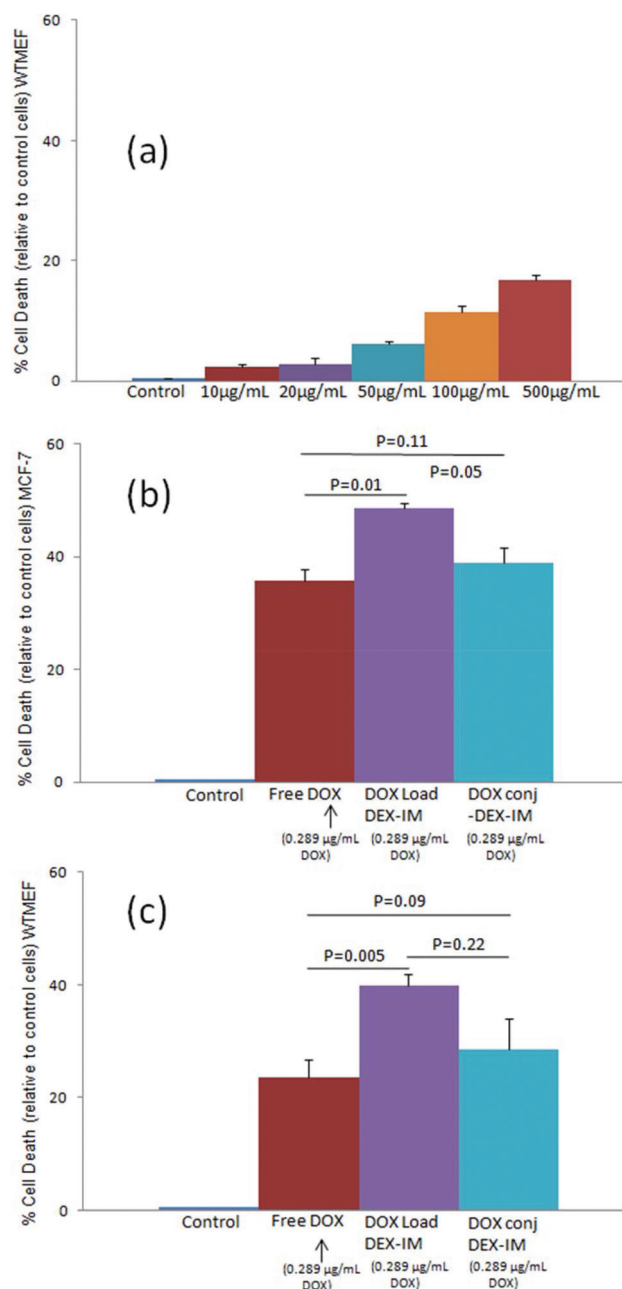 60
40
20
0
% Cell Death (relative to control cells) WTMEF
(a)
Control 10µg/mL 20µg/mL 50µg/mL 100µg/mL 500µg/mL
60
40
20
0
% Cell Death (relative to control cells) MCF-7
(b)
P=0.11
P=0.01 P=0.05
Control Free DOX DOX Load DOX conj
DEX-IM -DEX-IM
(0.289 µg/mL (0.289 µg/mL (0.289 µg/mL
DOX) DOX) DOX)
60
40
20
0
% Cell Death (relative to control cells) WTMEF
(c)
P=0.09
P=0.005 P=0.22
Control Free DOX DOX Load DOX conj
DEX-IM DEX-IM
(0.289 µg/mL (0.289 µg/mL (0.289 µg/mL
DOX) DOX) DOX)